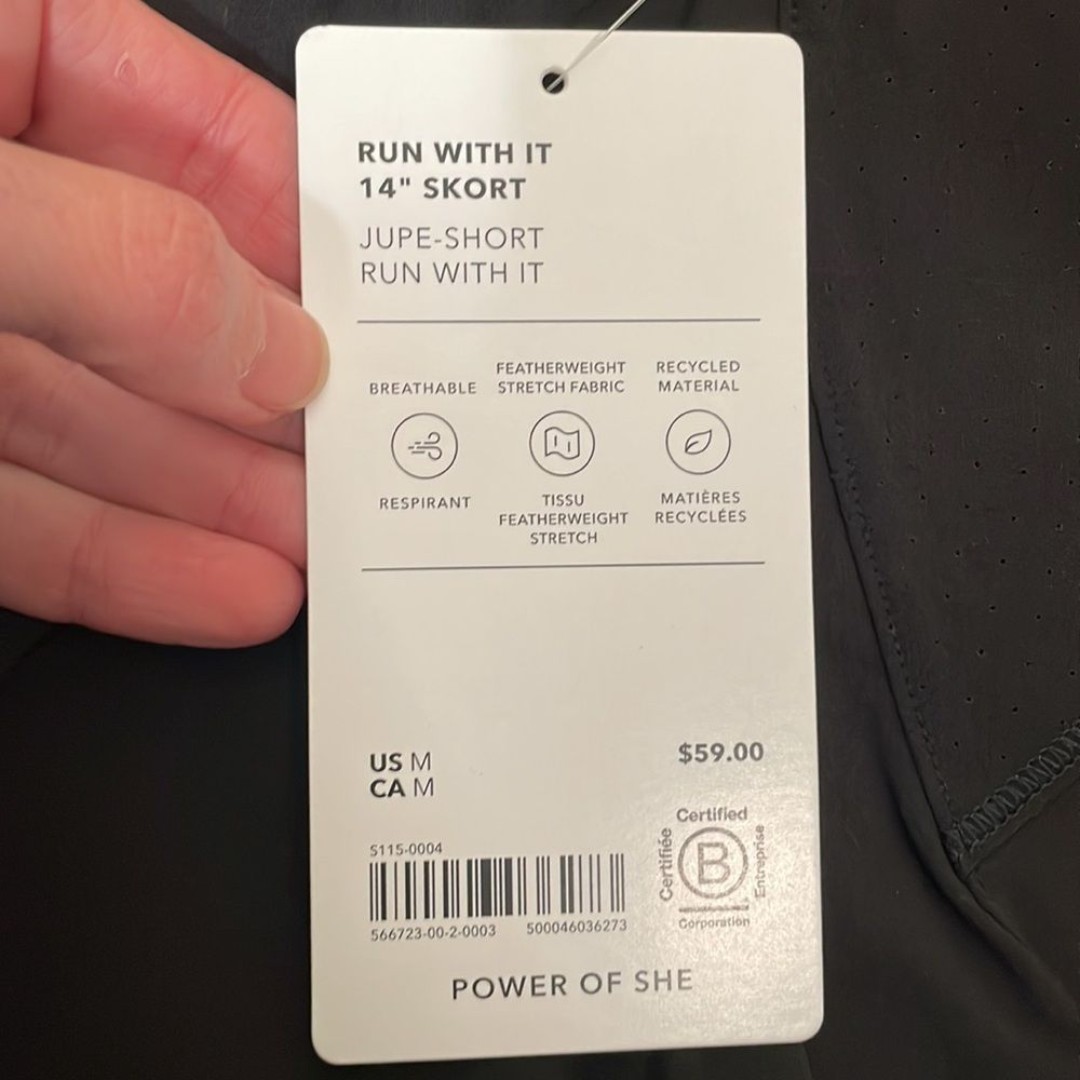 RUN WITH IT
14" SKORT
JUPE-SHORT
RUN WITH IT
BREATHABLE
RESPIRANT
FEATHERWEIGHT
STRETCH FABRIC
TISSU
FEATHERWEIGHT
STRETCH
RECYCLED
MATERIAL
MATIÈRES
RECYCLÉES
US M
CA M
$59.00
S115-0004
566723-00-2-0003 500046036273
Certified
Certifiée
B
Entreprise
Corporation
POWER OF SHE